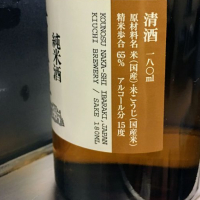 純米酒
清酒 一八〇ml
原材料名 米(国産)・米こうじ(国産米)
精米歩合 65% アルコール分 15度
KOUNOSU NAKA-SHI IBARAKI, JAPAN
KIUCHI BREWERY / SAKE 180ML